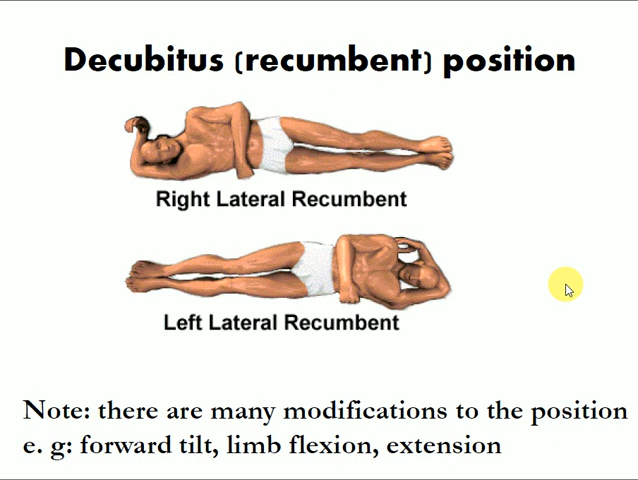 Decubitus (recumbent) position
Right Lateral Recumbent
Left Lateral Recumbent
Note: there are many modifications to the position
e. g: forward tilt, limb flexion, extension